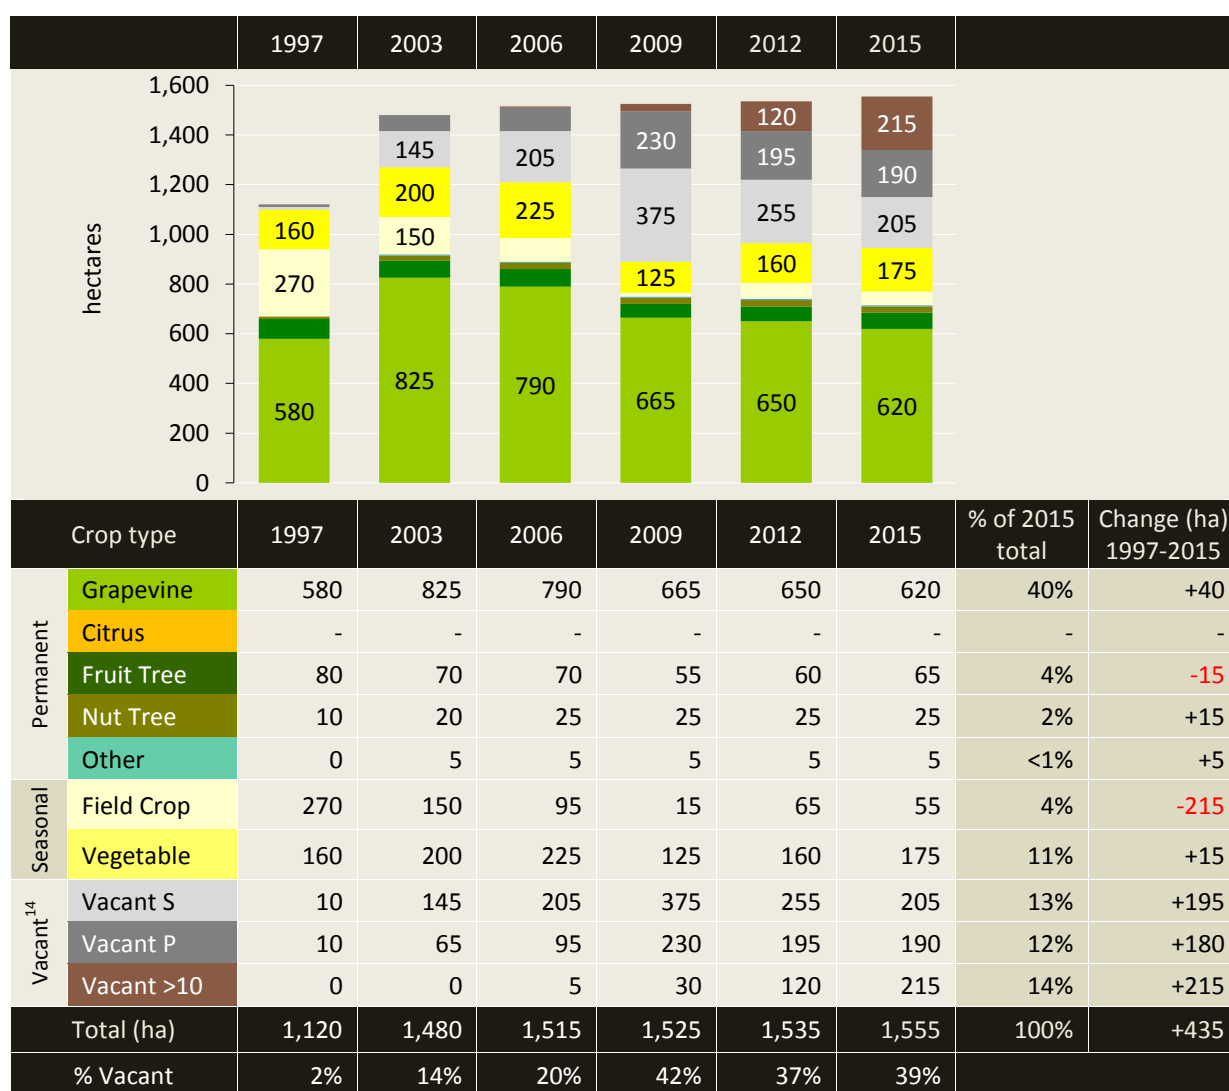 1997 2003 2006 2009 2012 2015
1,600
1,400
1,200
1,000
800
600
400
200
0
hectares
160
270
580
145
200
150
825
205
225
790
230
375
125
665
120
195
255
160
650
215
190
205
175
620
Crop type 1997 2003 2006 2009 2012 2015 % of 2015 total Change (ha) 1997-2015
Permanent
Grapevine 580 825 790 665 650 620 40% +40
Citrus - - - - - - - -
Fruit Tree 80 70 70 55 60 65 4% -15
Nut Tree 10 20 25 25 25 25 2% +15
Other 0 5 5 5 5 5 <1% +5
Seasonal
Field Crop 270 150 95 15 65 55 4% -215
Vegetable 160 200 225 125 160 175 11% +15
Vacant14
Vacant S 10 145 205 375 255 205 13% +195
Vacant P 10 65 95 230 195 190 12% +180
Vacant >10 0 0 5 30 120 215 14% +215
Total (ha) 1,120 1,480 1,515 1,525 1,535 1,555 100% +435
% Vacant 2% 14% 20% 42% 37% 39%